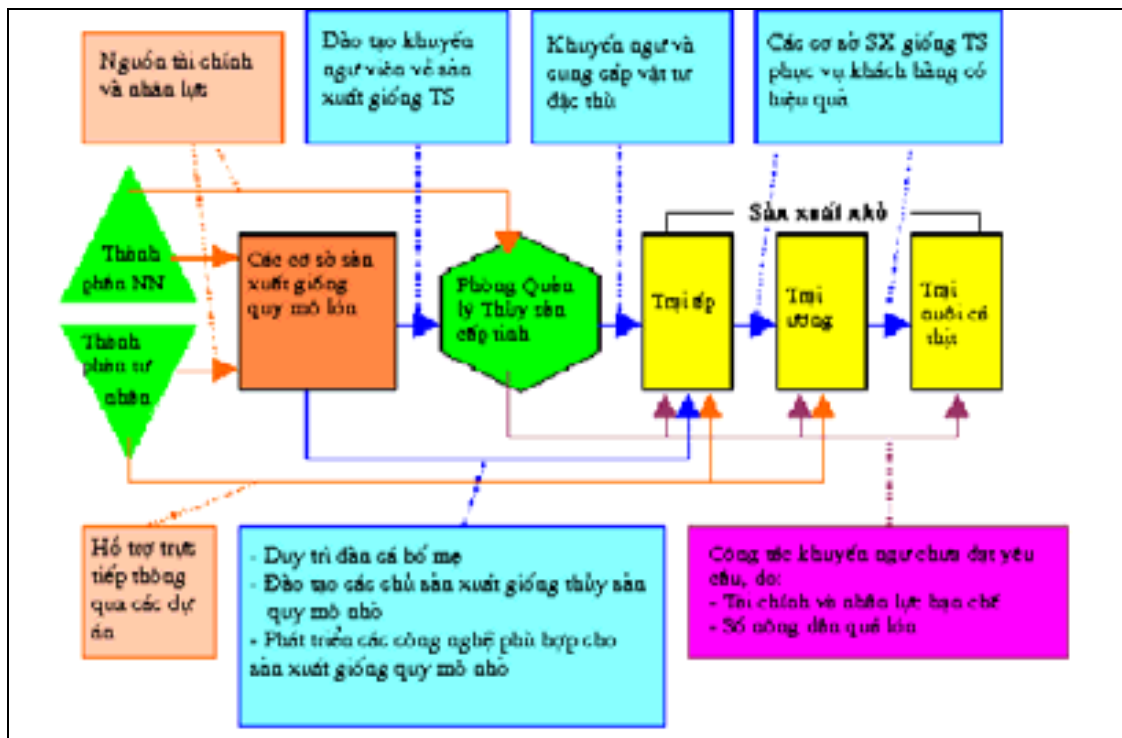 Nguồn tài chính
và nhân lực
Đào tạo khuyến
ngư viên về sản
xuất giống TS
Khuyến ngư và
cung cấp vật tư
đặc thù
Các cơ sở SX giống TS
phục vụ khách hàng có
hiệu quả
Sản xuất nhỏ
Thành
phần NN
Thành
phần tư
nhân
Các cơ sở sản
xuất giống
quy mô lớn
Phòng Quản
lý Thủy sản
cấp tỉnh
Trại ấp
Trại
ương
Trại
nuôi cá
thịt
Hỗ trợ trực
tiếp thông
qua các dự
án
- Duy trì đàn cá bố mẹ
- Đào tạo các chủ sản xuất giống thủy sản
quy mô nhỏ
- Phát triển các công nghệ phù hợp cho
sản xuất giống quy mô nhỏ
Công tác khuyến ngư chưa đạt yêu
cầu, do:
- Tài chính và nhân lực hạn chế
- Số nông dân quá lớn